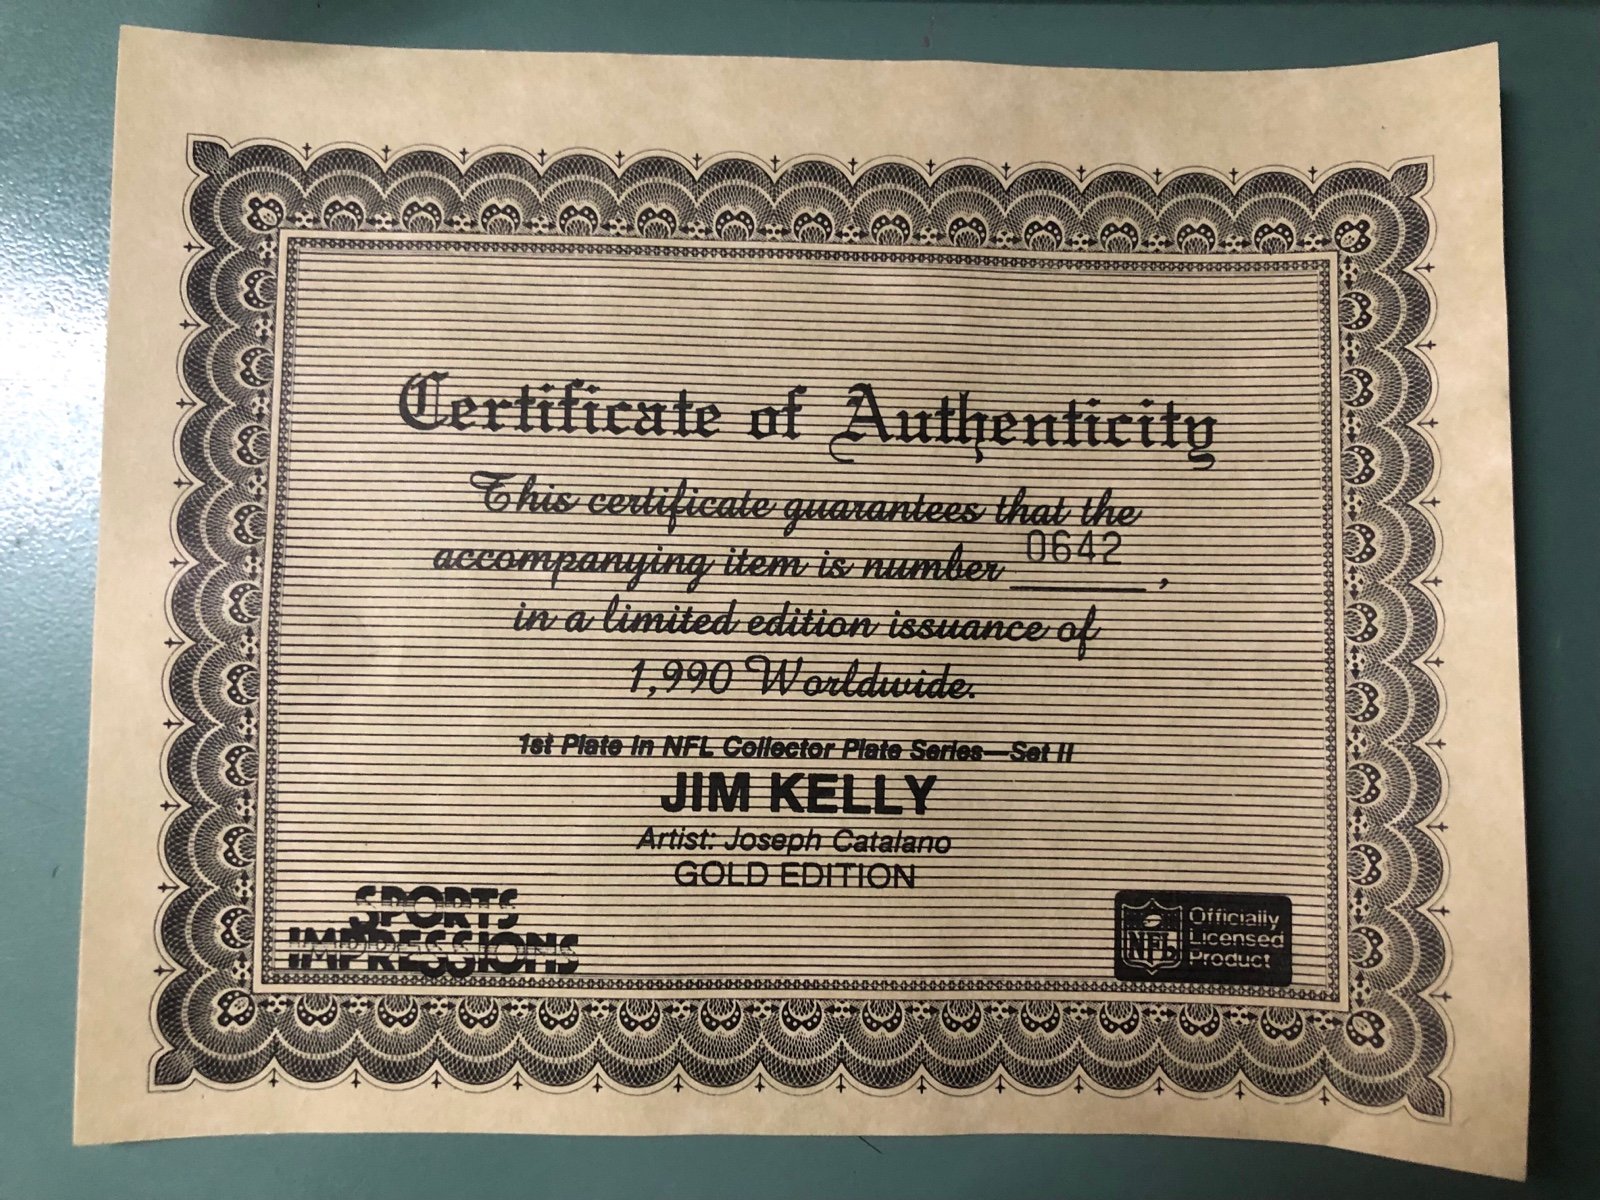 Certificate of Authenticity
This certificate guarantees that the
accompanying item is number 0642,
in a limited edition issuance of
1,990 Worldwide.
1st Plate in NFL Collector Plate Series—Set II
JIM KELLY
Artist: Joseph Catalano
GOLD EDITION
SPORTS
IMPRESSIONS
NFL
Officially
Licensed
Product